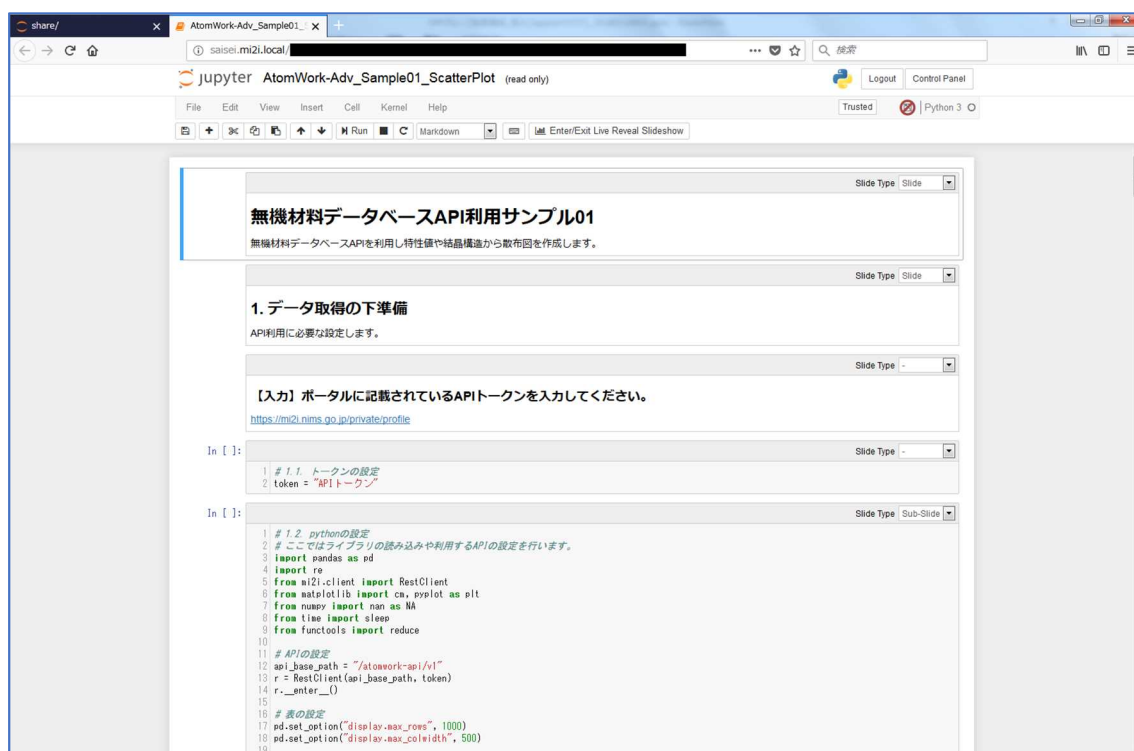 share/
AtomWork-Adv_Sample01_S
saisei.mi2i.local/
検索
jupyter AtomWork-Adv_Sample01_ScatterPlot (read only)
Logout Control Panel
File Edit View Insert Cell Kernel Help
Trusted Python 3
Run Markdown Enter/Exit Live Reveal Slideshow
Slide Type Slide
無機材料データベースAPI利用サンプル01
無機材料データベースAPIを利用し特性値や結晶構造から散布図を作成します。
Slide Type Slide
1. データ取得の下準備
API利用に必要な設定します。
Slide Type -
【入力】ポータルに記載されているAPIトークンを入力してください。
https://mi2i.nims.go.jp/private/profile
In [ ]:
Slide Type -
1 # 1.1. トークンの設定
2 token = "APIトークン"
In [ ]:
Slide Type Sub-Slide
1 # 1.2. pythonの設定
2 # ここではライブラリの読み込みや利用するAPIの設定を行います。
3 import pandas as pd
4 import re
5 from mi2i.client import RestClient
6 from matplotlib import cm, pyplot as plt
7 from numpy import nan as NA
8 from time import sleep
9 from functools import reduce
10
11 # APIの設定
12 api_base_path = "/atomwork-api/v1"
13 r = RestClient(api_base_path, token)
14 r.__enter__()
15
16 # 表の設定
17 pd.set_option("display.max_rows", 1000)
18 pd.set_option("display.max_colwidth", 500)
19